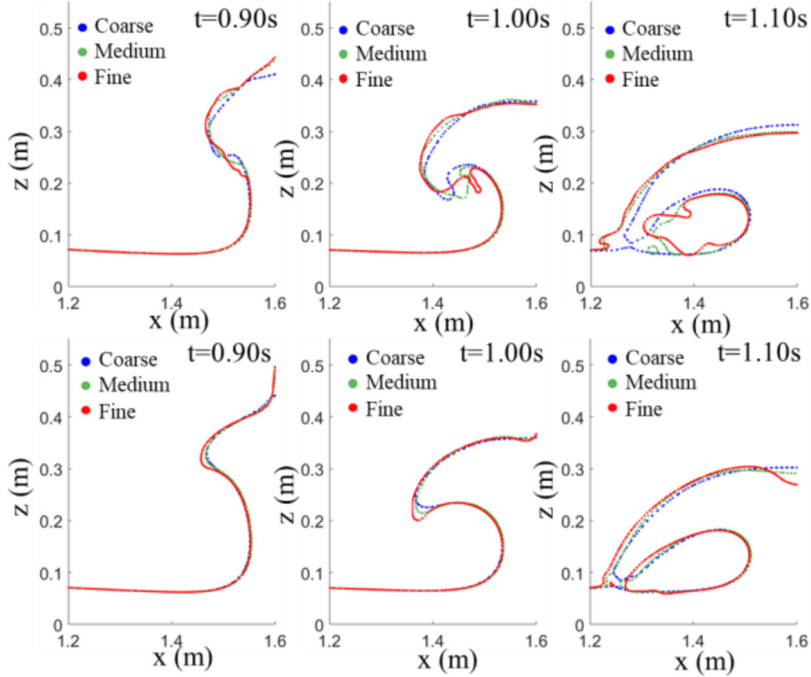 t=0.90s
Coarse
Medium
Fine
0.5
0.4
0.3
0.2
0.1
0
z (m)
1.2
1.4
1.6
x (m)
t=1.00s
Coarse
Medium
Fine
0.5
0.4
0.3
0.2
0.1
0
z (m)
1.2
1.4
1.6
x (m)
t=1.10s
Coarse
Medium
Fine
0.5
0.4
0.3
0.2
0.1
0
z (m)
1.2
1.4
1.6
x (m)
t=0.90s
Coarse
Medium
Fine
0.5
0.4
0.3
0.2
0.1
0
z (m)
1.2
1.4
1.6
x (m)
t=1.00s
Coarse
Medium
Fine
0.5
0.4
0.3
0.2
0.1
0
z (m)
1.2
1.4
1.6
x (m)
t=1.10s
Coarse
Medium
Fine
0.5
0.4
0.3
0.2
0.1
0
z (m)
1.2
1.4
1.6
x (m)